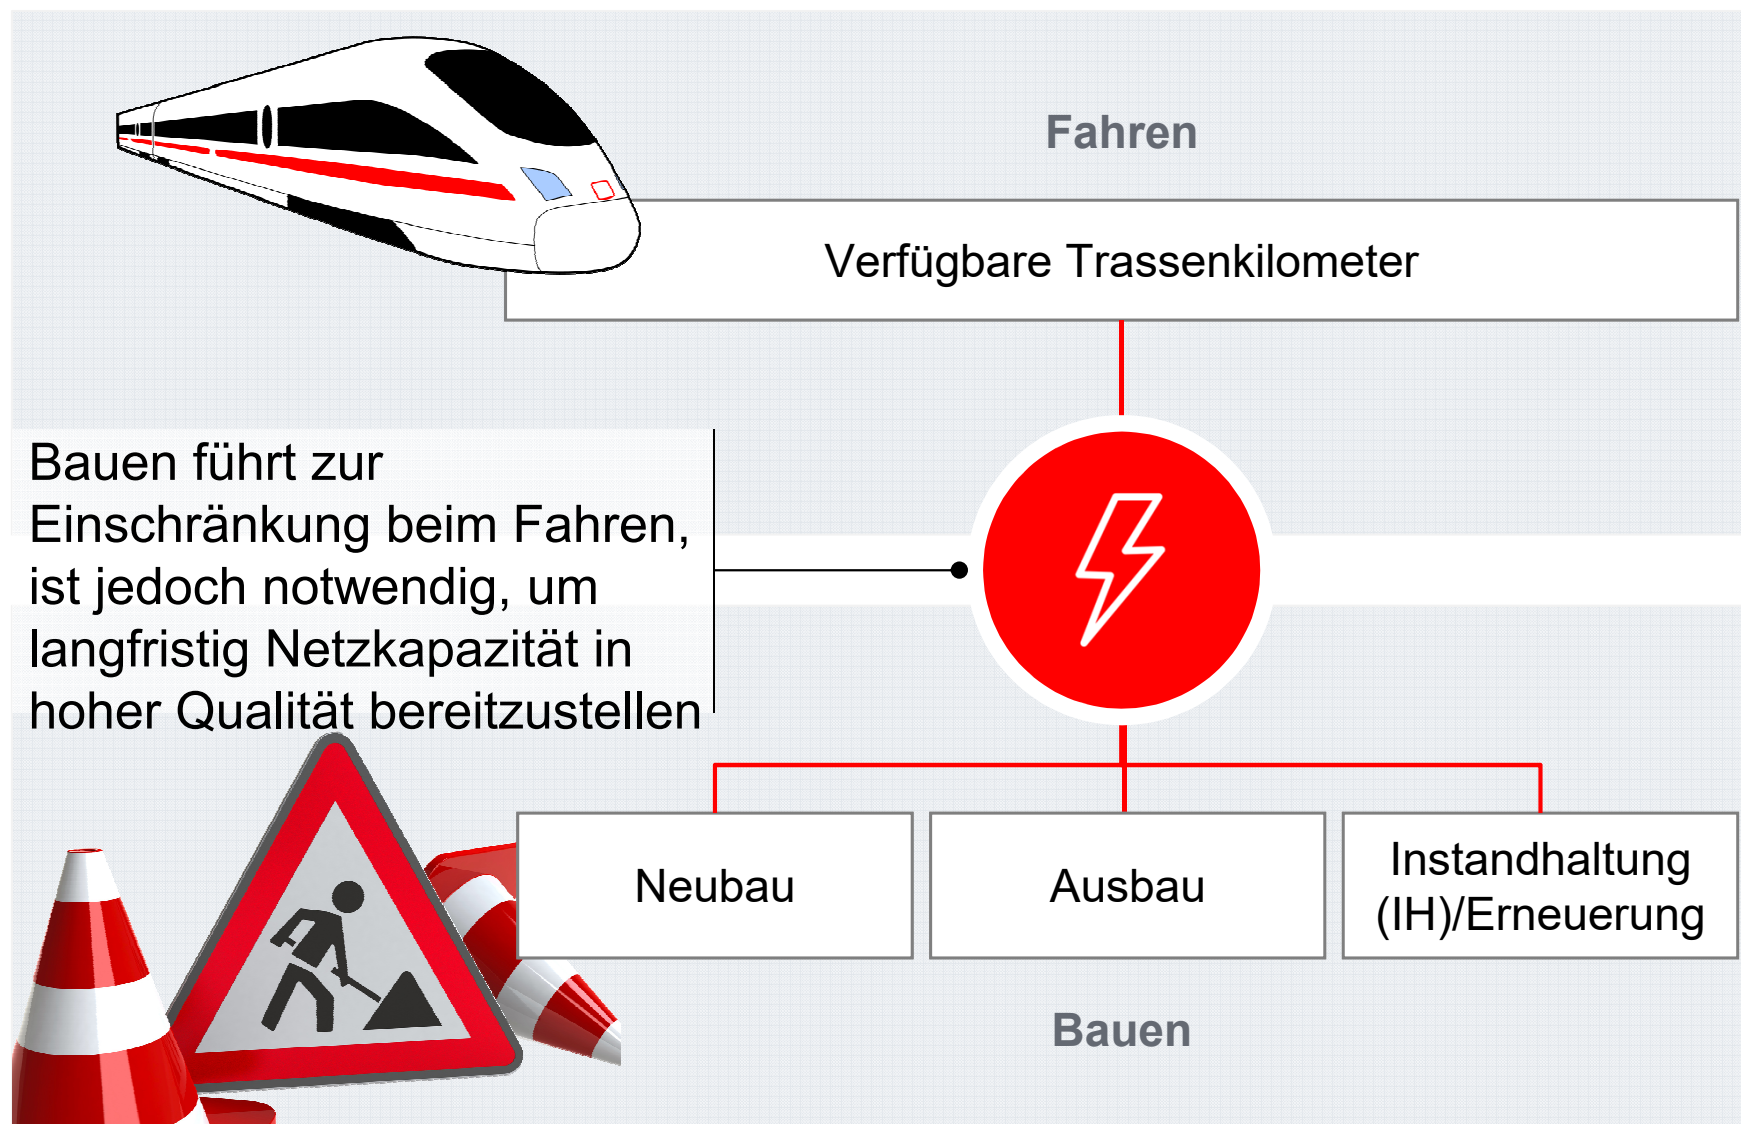 Fahren
Verfügbare Trassenkilometer
Bauen führt zur
Einschränkung beim Fahren,
ist jedoch notwendig, um
langfristig Netzkapazität in
hoher Qualität bereitzustellen
Neubau
Ausbau
Instandhaltung
(IH)/Erneuerung
Bauen